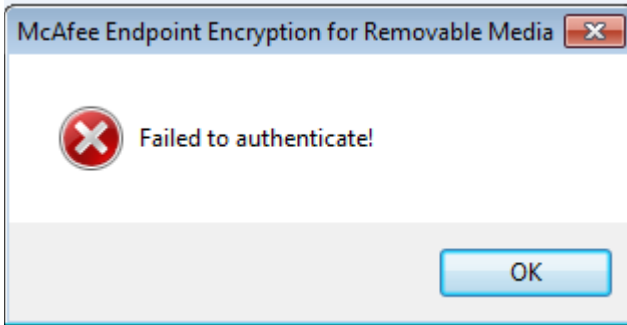 McAfee Endpoint Encryption for Removable Media
Failed to authenticate!
OK